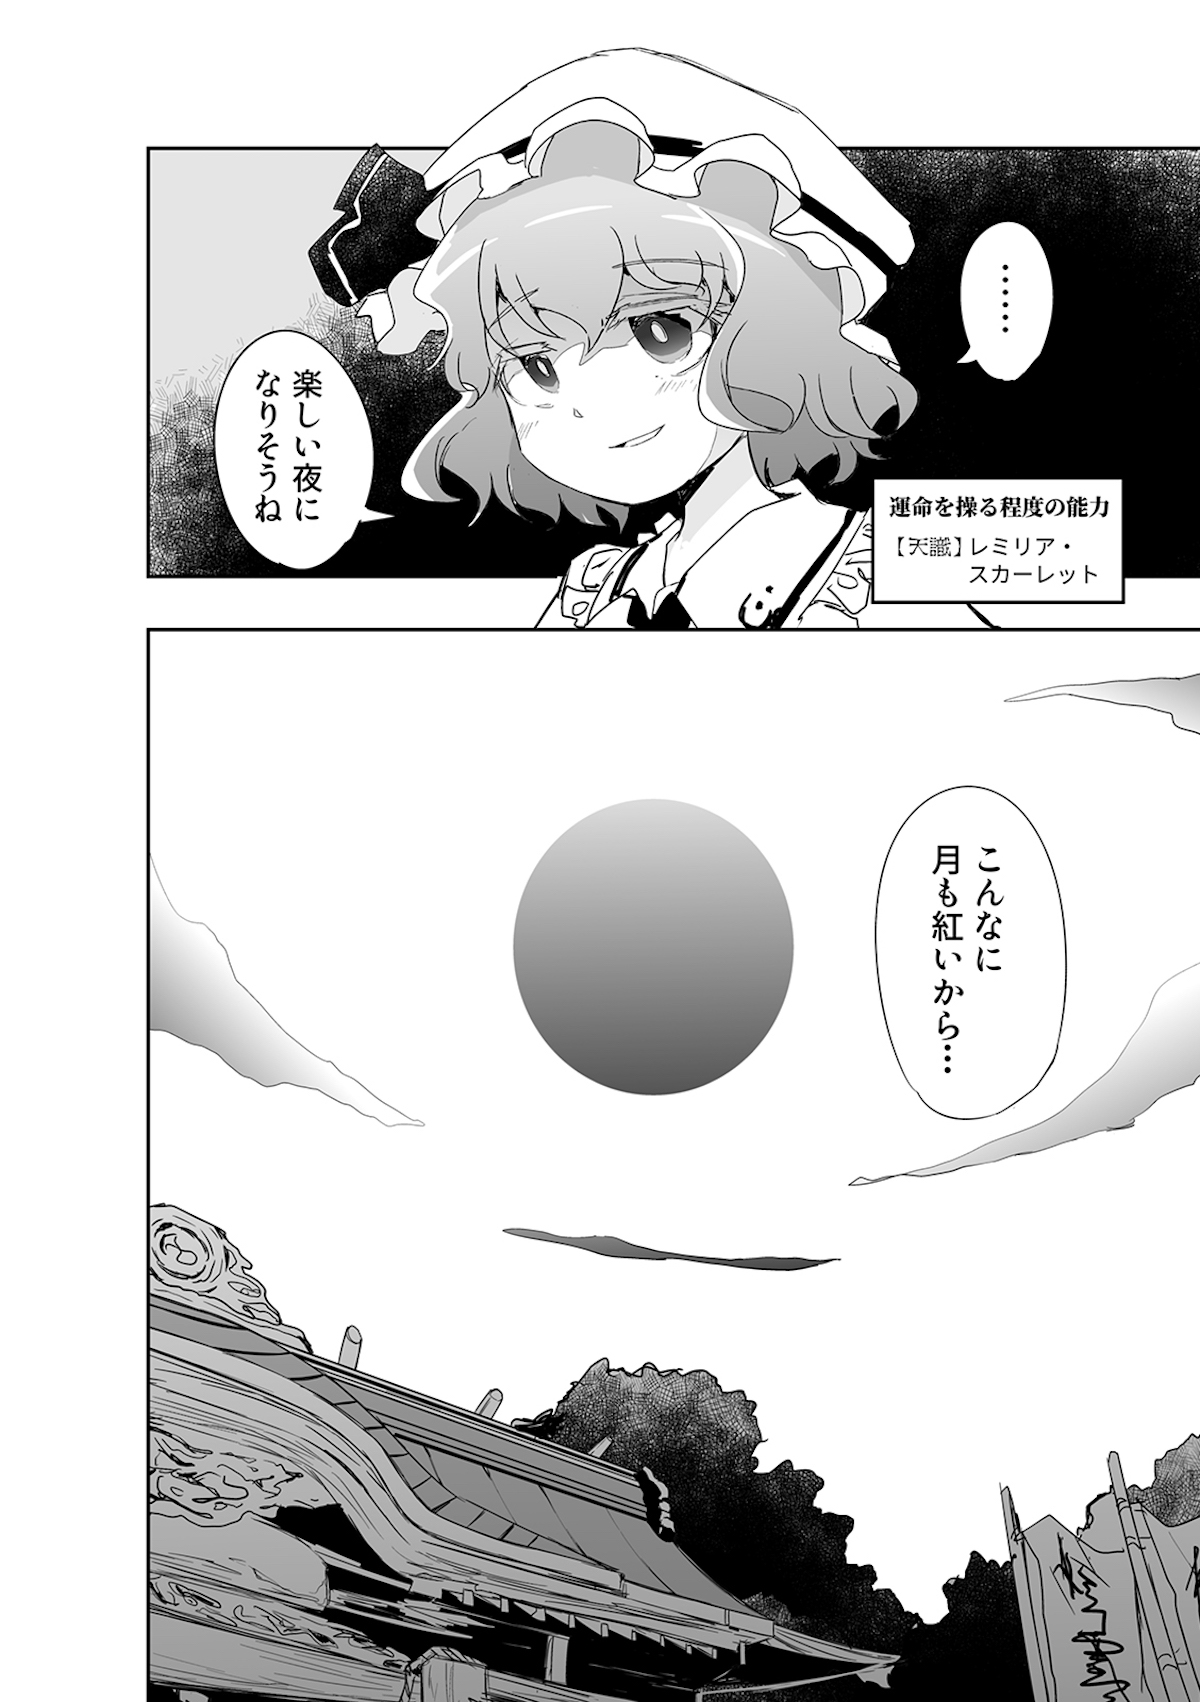 ……
運命を操る程度の能力
【天識】レミリア・
スカーレット
楽しい夜に
なりそうね
こんなに
月も紅いから…